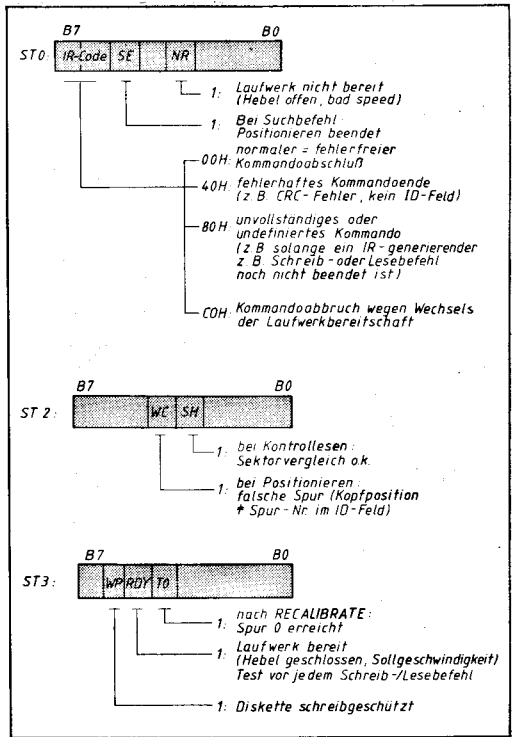 B7 B0
ST0: IR-Code SE NR
1: Laufwerk nicht bereit
(Hebel offen, bad speed)
1: Bei Suchbefehl:
Positionieren beendet
00H: normaler = fehlerfreier
Kommandoabschluß
40H: fehlerhaftes Kommandoende
(z.B. CRC-Fehler, kein ID-Feld)
80H: unvollständiges oder
undefiniertes Kommando
(z.B. solange ein IR-generierender
z.B. Schreib- oder Lesebefehl
noch nicht beendet ist)
C0H: Kommandoabbruch wegen Wechsels
der Laufwerkbereitschaft
B7 B0
ST 2: WC SH
1: bei Kontrollesen:
Sektorvergleich o.k.
1: bei Positionieren:
falsche Spur (Kopfposition
≠ Spur-Nr. im ID-Feld)
B7 B0
ST3: WP RDY T0
1: nach RECALIBRATE:
Spur 0 erreicht
1: Laufwerk bereit
(Hebel geschlossen, Sollgeschwindigkeit)
Test vor jedem Schreib-/Lesebefehl
1: Diskette schreibgeschützt